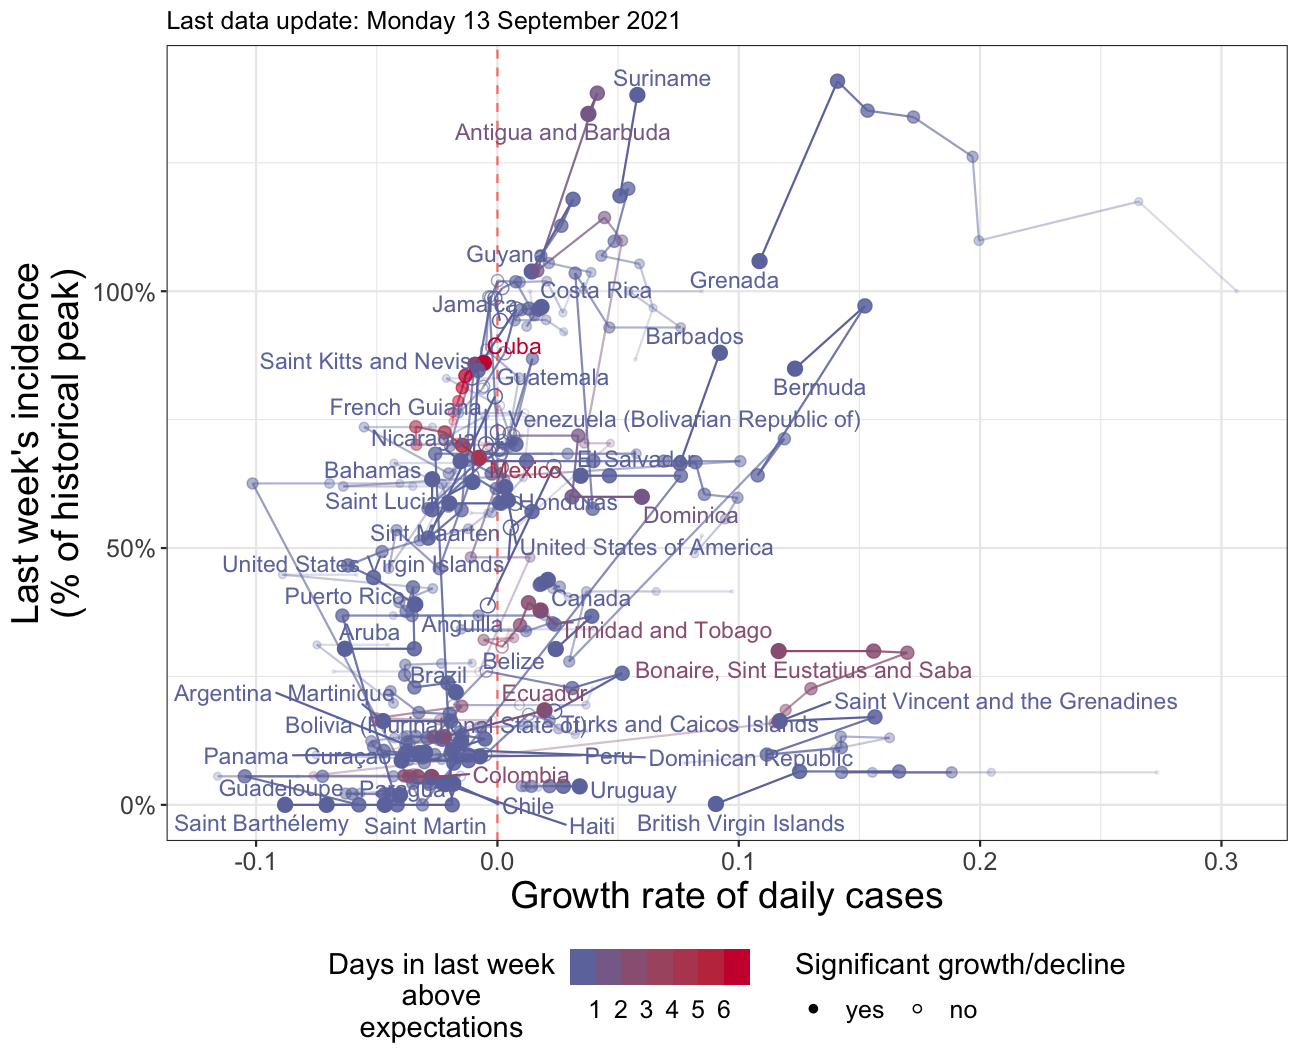 Last data update: Monday 13 September 2021
Last week's incidence
(% of historical peak)
100%
50%
0%
Suriname
Antigua and Barbuda
Guyana
Grenada
Costa Rica
Jamaica
Barbados
Cuba
Saint Kitts and Nevis
Guatemala
Bermuda
French Guiana
Venezuela (Bolivarian Republic of)
Nicaragua
El Salvador
Bahamas
Mexico
Saint Lucia
Honduras
Dominica
Sint Maarten
United States of America
United States Virgin Islands
Puerto Rico
Canada
Anguilla
Trinidad and Tobago
Aruba
Belize
Bonaire, Sint Eustatius and Saba
Brazil
Argentina
Martinique
Ecuador
Saint Vincent and the Grenadines
Bolivia (Plurinational State of)
Turks and Caicos Islands
Panama
Curaçao
Peru
Dominican Republic
Colombia
Guadeloupe
Paraguay
Uruguay
Chile
Saint Barthélemy
Saint Martin
Haiti
British Virgin Islands
-0.1
0.0
0.1
0.2
0.3
Growth rate of daily cases
Days in last week
above
expectations
1 2 3 4 5 6
Significant growth/decline
yes
no